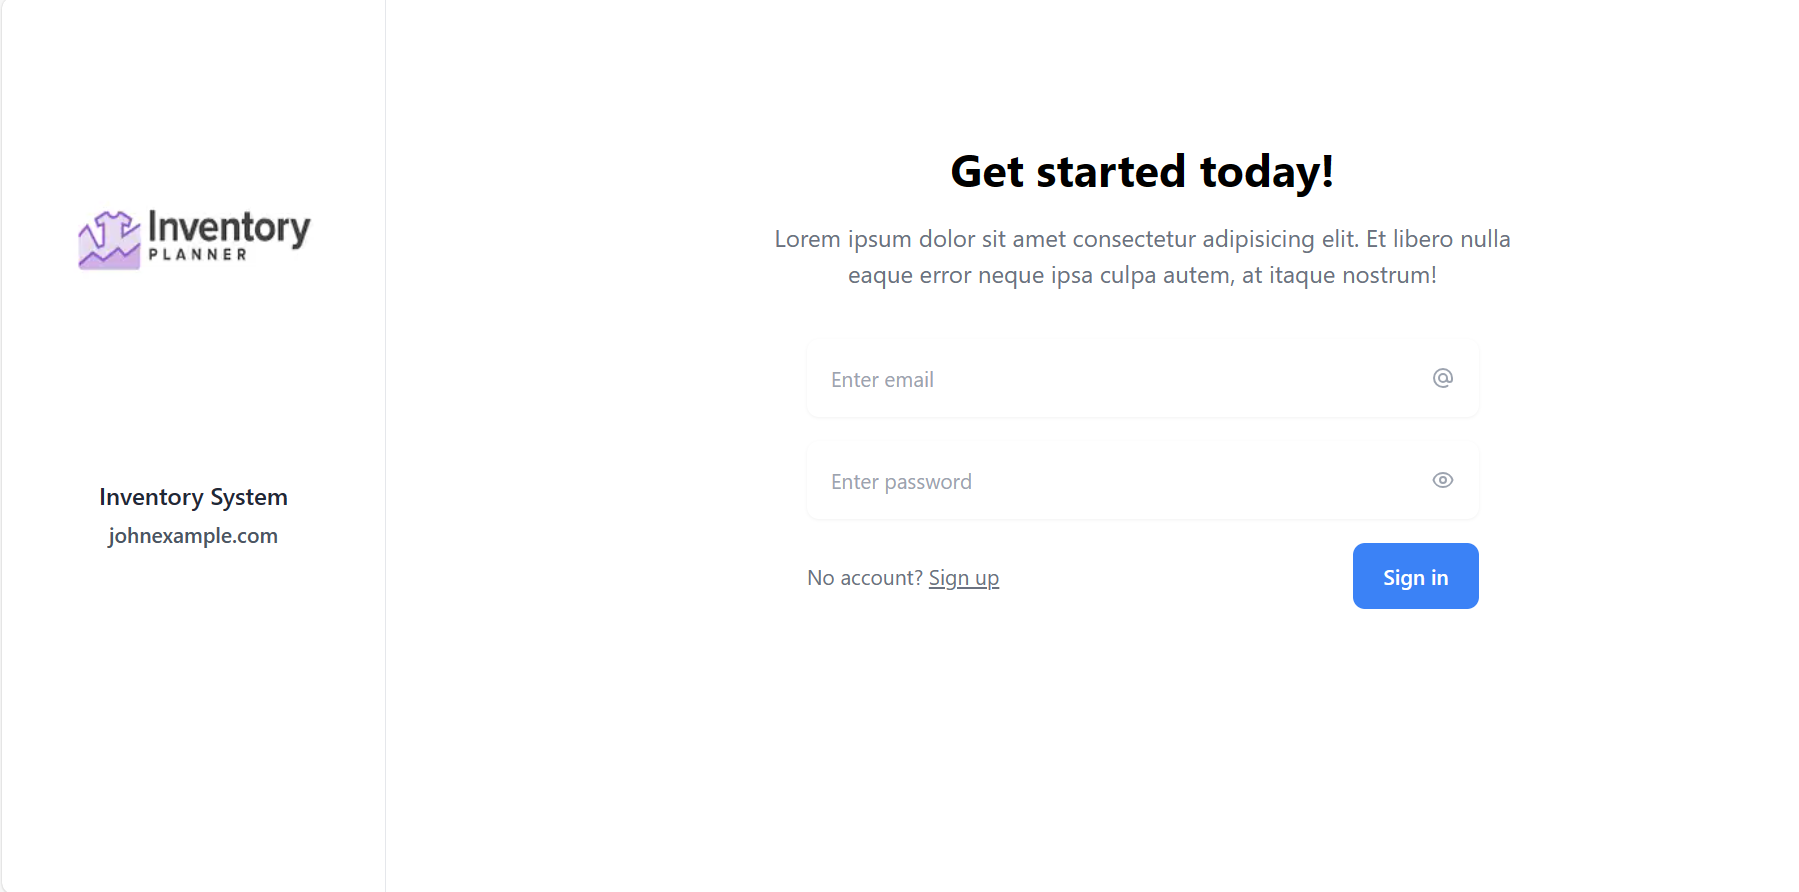 Inventory
PLANNER
Inventory System
johnexample.com
Get started today!
Lorem ipsum dolor sit amet consectetur adipisicing elit. Et libero nulla
eaque error neque ipsa culpa autem, at itaque nostrum!
Enter email
Enter password
No account? Sign up
Sign in